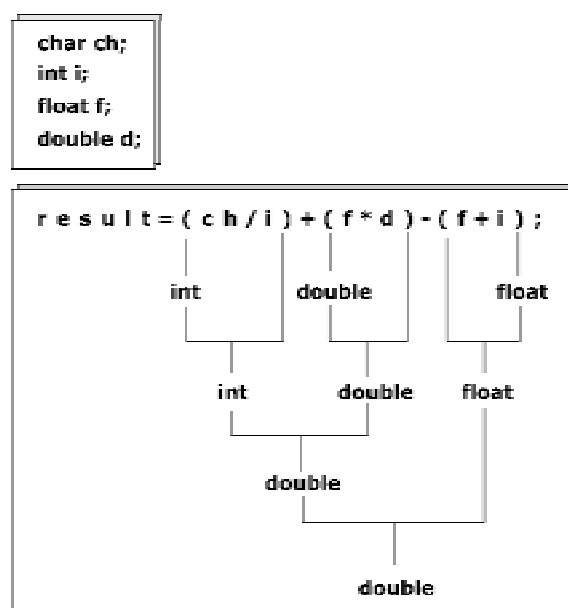 char ch;
int i;
float f;
double d;
result=(ch/i)+(f*d)-(f+i);
int double float
int double float
double
double